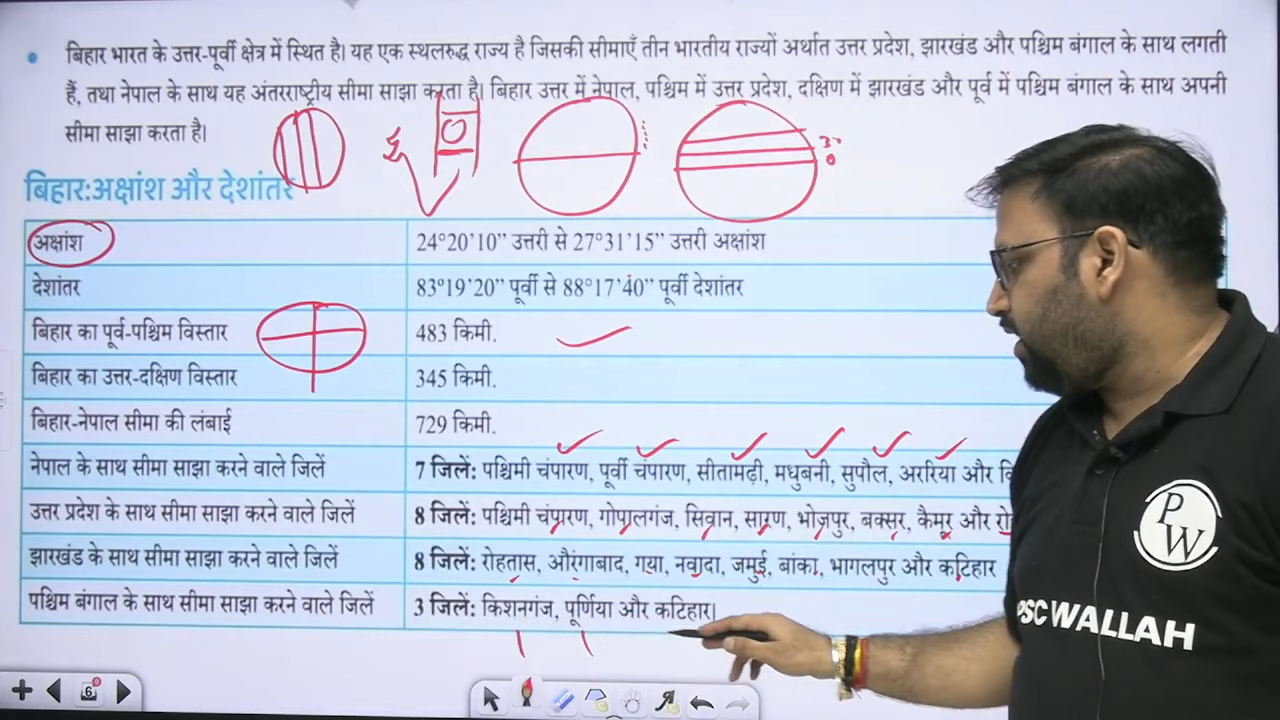 बिहार भारत के उत्तर-पूर्वी क्षेत्र में स्थित है। यह एक स्थलरुद्ध राज्य है जिसकी सीमाएँ तीन भारतीय राज्यों अर्थात उत्तर प्रदेश, झारखंड और पश्चिम बंगाल के साथ लगती
हैं, तथा नेपाल के साथ यह अंतरराष्ट्रीय सीमा साझा करता है। बिहार उत्तर में नेपाल, पश्चिम में उत्तर प्रदेश, दक्षिण में झारखंड और पूर्व में पश्चिम बंगाल के साथ अपनी
सीमा साझा करता है।
बिहार:अक्षांश और देशांतर
अक्षांश 24°20’10” उत्तरी से 27°31’15” उत्तरी अक्षांश
देशांतर 83°19’20” पूर्वी से 88°17’40” पूर्वी देशांतर
बिहार का पूर्व-पश्चिम विस्तार 483 किमी.
बिहार का उत्तर-दक्षिण विस्तार 345 किमी.
बिहार-नेपाल सीमा की लंबाई 729 किमी.
नेपाल के साथ सीमा साझा करने वाले जिलें 7 जिलें: पश्चिमी चंपारण, पूर्वी चंपारण, सीतामढ़ी, मधुबनी, सुपौल, अररिया और
उत्तर प्रदेश के साथ सीमा साझा करने वाले जिलें 8 जिलें: पश्चिमी चंपारण, गोपालगंज, सिवान, सारण, भोजपुर, बक्सर, कैमूर और
झारखंड के साथ सीमा साझा करने वाले जिलें 8 जिलें: रोहतास, औरंगाबाद, गया, नवादा, जमुई, बांका, भागलपुर और कटिहार
पश्चिम बंगाल के साथ सीमा साझा करने वाले जिलें 3 जिलें: किशनगंज, पूर्णिया और कटिहार।
PW
PSC WALLAH
6